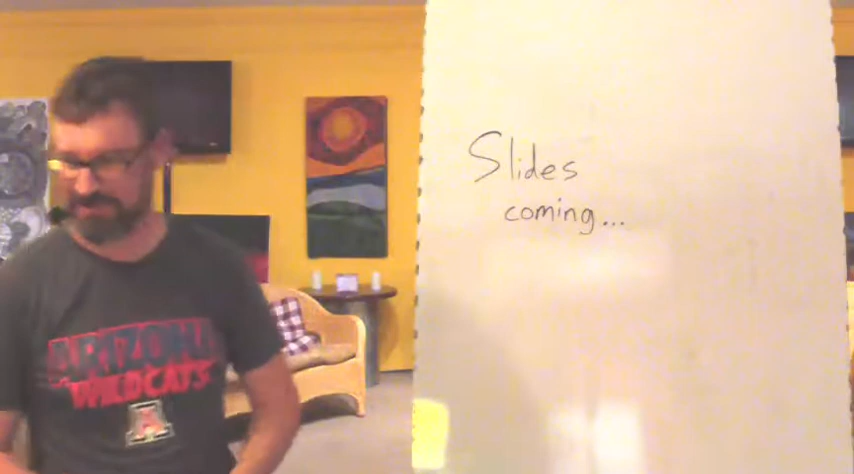 ARIZONA
WILDCATS
A
Slides
coming...